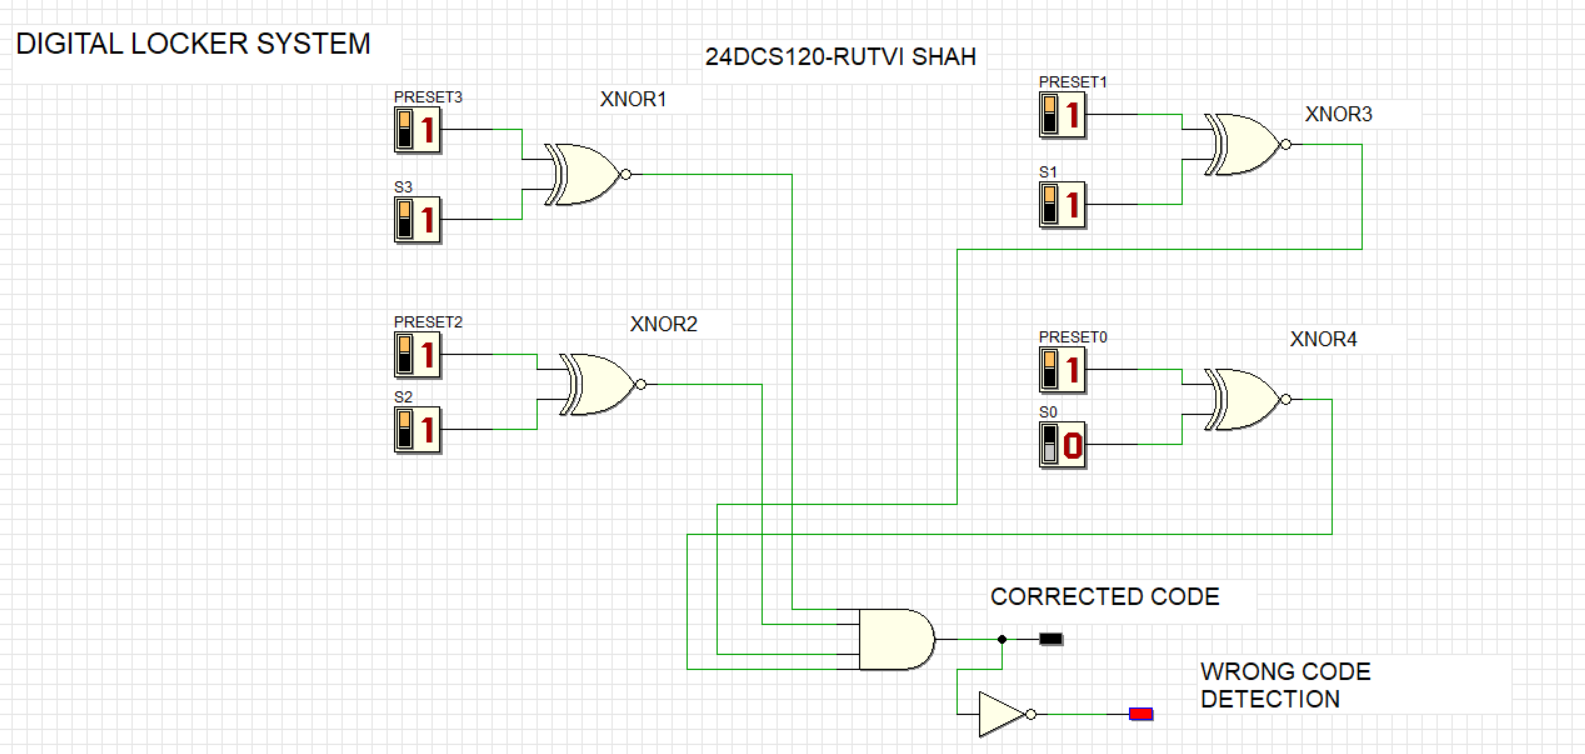 DIGITAL LOCKER SYSTEM
24DCS120-RUTVI SHAH
PRESET3
1
XNOR1
S3
1
PRESET1
1
XNOR3
S1
1
PRESET2
1
XNOR2
S2
1
PRESET0
1
XNOR4
S0
0
CORRECTED CODE
WRONG CODE
DETECTION